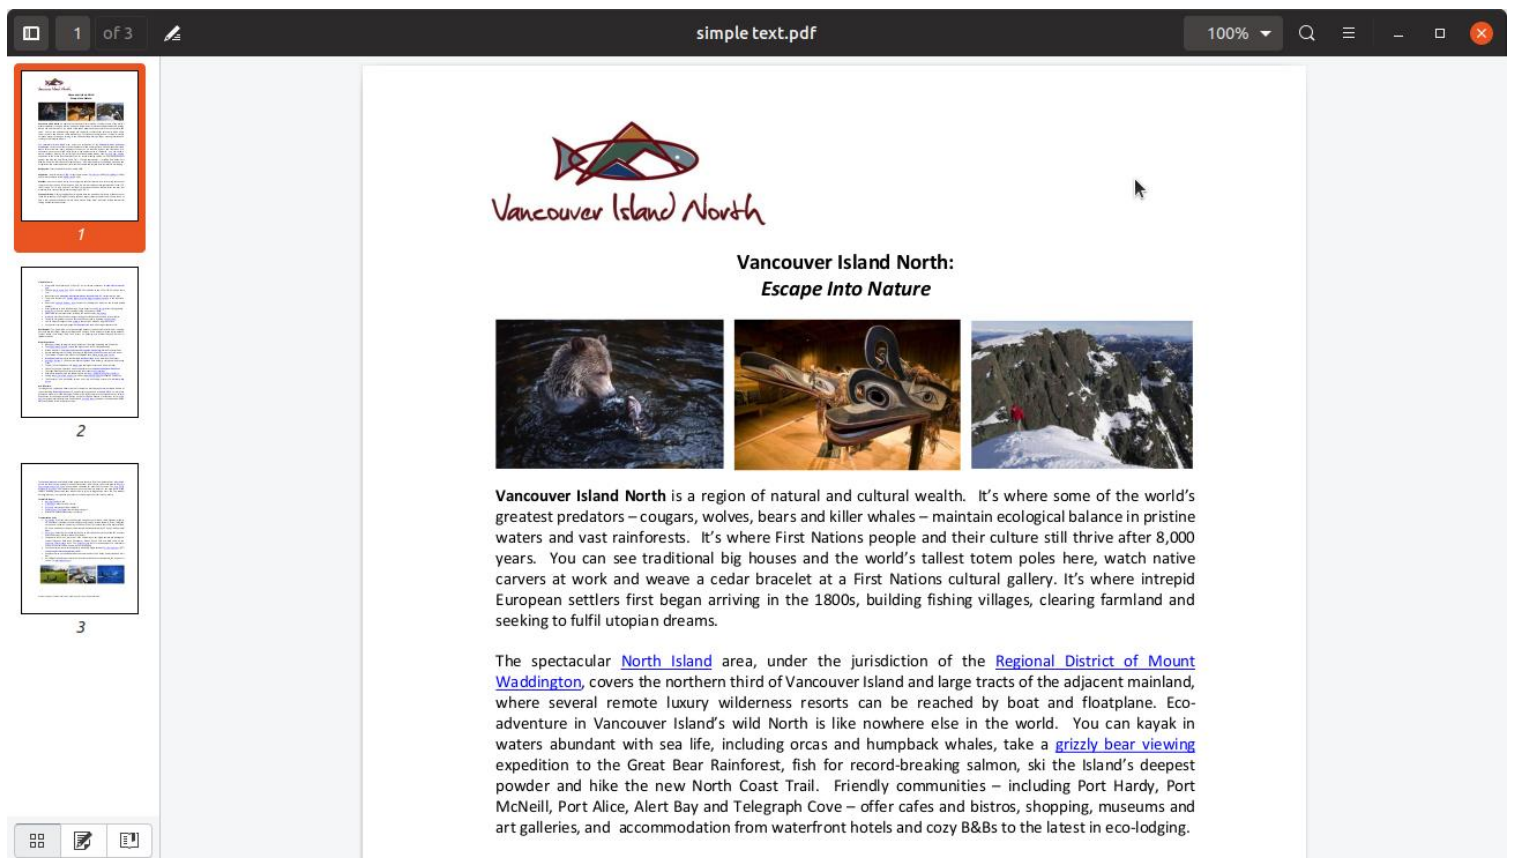 1 of 3
simple text.pdf
100%
1
2
3
Vancouver Island North
Vancouver Island North:
Escape Into Nature
Vancouver Island North is a region of natural and cultural wealth.  It’s where some of the world’s
greatest predators – cougars, wolves, bears and killer whales – maintain ecological balance in pristine
waters and vast rainforests.  It’s where First Nations people and their culture still thrive after 8,000
years.  You can see traditional big houses and the world’s tallest totem poles here, watch native
carvers at work and weave a cedar bracelet at a First Nations cultural gallery. It’s where intrepid
European settlers first began arriving in the 1800s, building fishing villages, clearing farmland and
seeking to fulfil utopian dreams.
The spectacular North Island area, under the jurisdiction of the Regional District of Mount
Waddington, covers the northern third of Vancouver Island and large tracts of the adjacent mainland,
where several remote luxury wilderness resorts can be reached by boat and floatplane. Eco-
adventure in Vancouver Island’s wild North is like nowhere else in the world.  You can kayak in
waters abundant with sea life, including orcas and humpback whales, take a grizzly bear viewing
expedition to the Great Bear Rainforest, fish for record-breaking salmon, ski the Island’s deepest
powder and hike the new North Coast Trail.  Friendly communities – including Port Hardy, Port
McNeill, Port Alice, Alert Bay and Telegraph Cove – offer cafes and bistros, shopping, museums and
art galleries, and  accommodation from waterfront hotels and cozy B&Bs to the latest in eco-lodging.